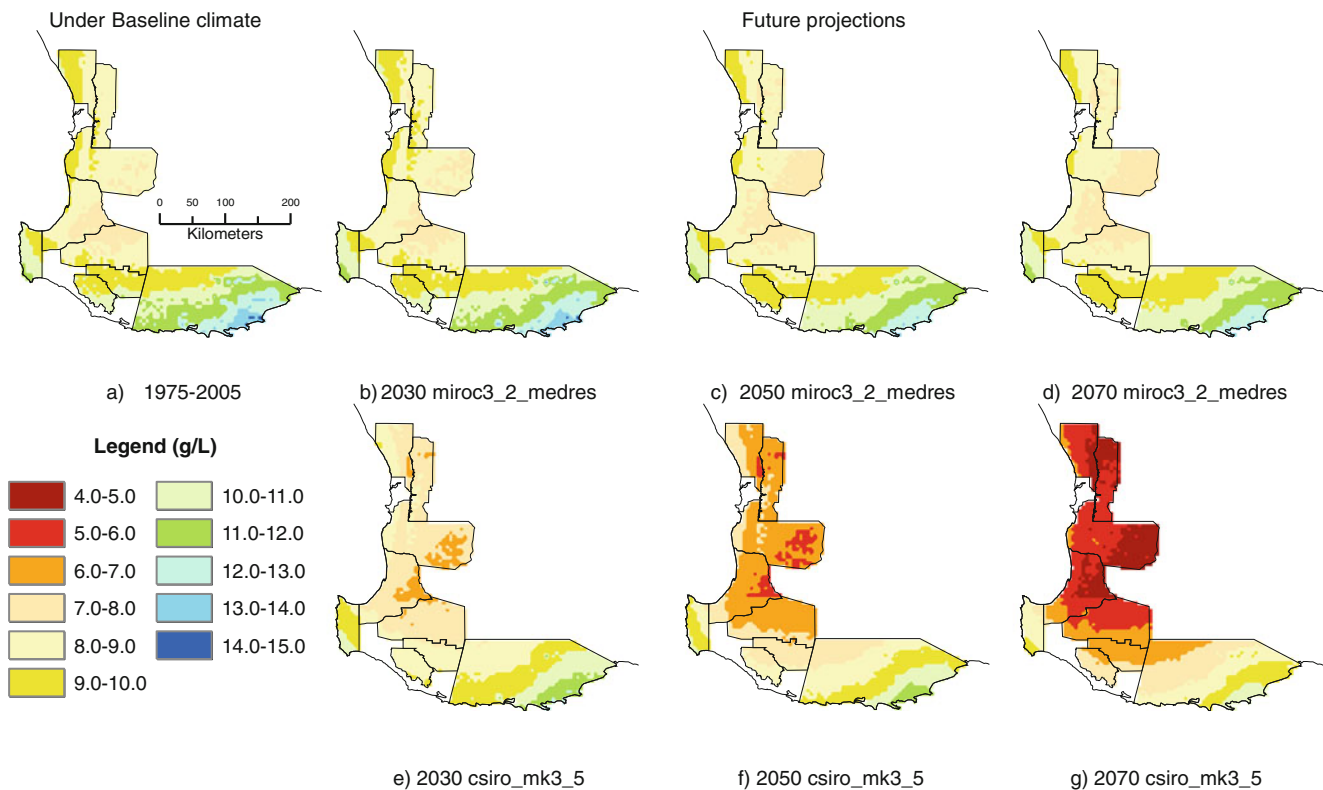 Under Baseline climate
Future projections
0 50 100 200
Kilometers
a) 1975-2005
b) 2030 miroc3_2_medres
c) 2050 miroc3_2_medres
d) 2070 miroc3_2_medres
Legend (g/L)
4.0-5.0
5.0-6.0
6.0-7.0
7.0-8.0
8.0-9.0
9.0-10.0
10.0-11.0
11.0-12.0
12.0-13.0
13.0-14.0
14.0-15.0
e) 2030 csiro_mk3_5
f) 2050 csiro_mk3_5
g) 2070 csiro_mk3_5